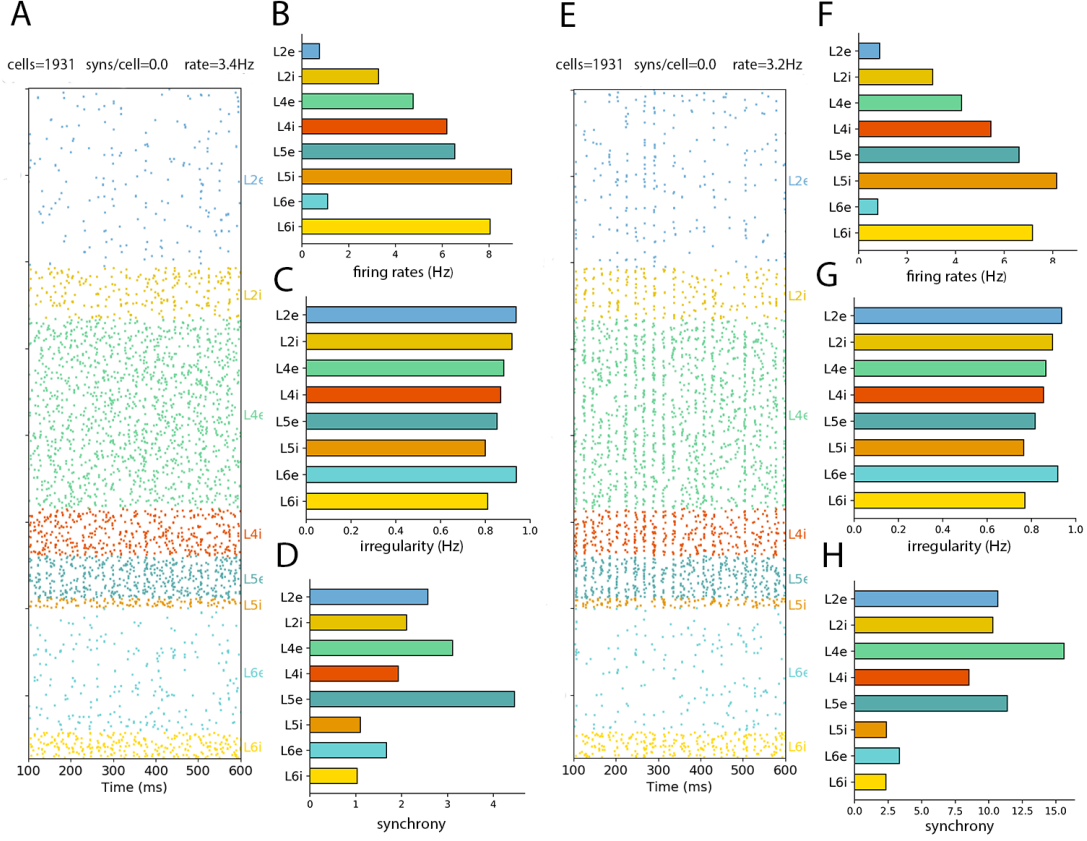 A
cells=1931 syns/cell=0.0 rate=3.4Hz
L2e
L2i
L4e
L4i
L5e
L5i
L6e
L6i
100 200 300 400 500 600
Time (ms)
B
L2e
L2i
L4e
L4i
L5e
L5i
L6e
L6i
0 2 4 6 8
firing rates (Hz)
C
L2e
L2i
L4e
L4i
L5e
L5i
L6e
L6i
0.0 0.2 0.4 0.6 0.8 1.0
irregularity (Hz)
D
L2e
L2i
L4e
L4i
L5e
L5i
L6e
L6i
0 1 2 3 4
synchrony
E
cells=1931 syns/cell=0.0 rate=3.2Hz
L2e
L2i
L4e
L4i
L5e
L5i
L6e
L6i
100 200 300 400 500 600
Time (ms)
F
L2e
L2i
L4e
L4i
L5e
L5i
L6e
L6i
0 2 4 6 8
firing rates (Hz)
G
L2e
L2i
L4e
L4i
L5e
L5i
L6e
L6i
0.0 0.2 0.4 0.6 0.8 1.0
irregularity (Hz)
H
L2e
L2i
L4e
L4i
L5e
L5i
L6e
L6i
0.0 2.5 5.0 7.5 10.0 12.5 15.0
synchrony